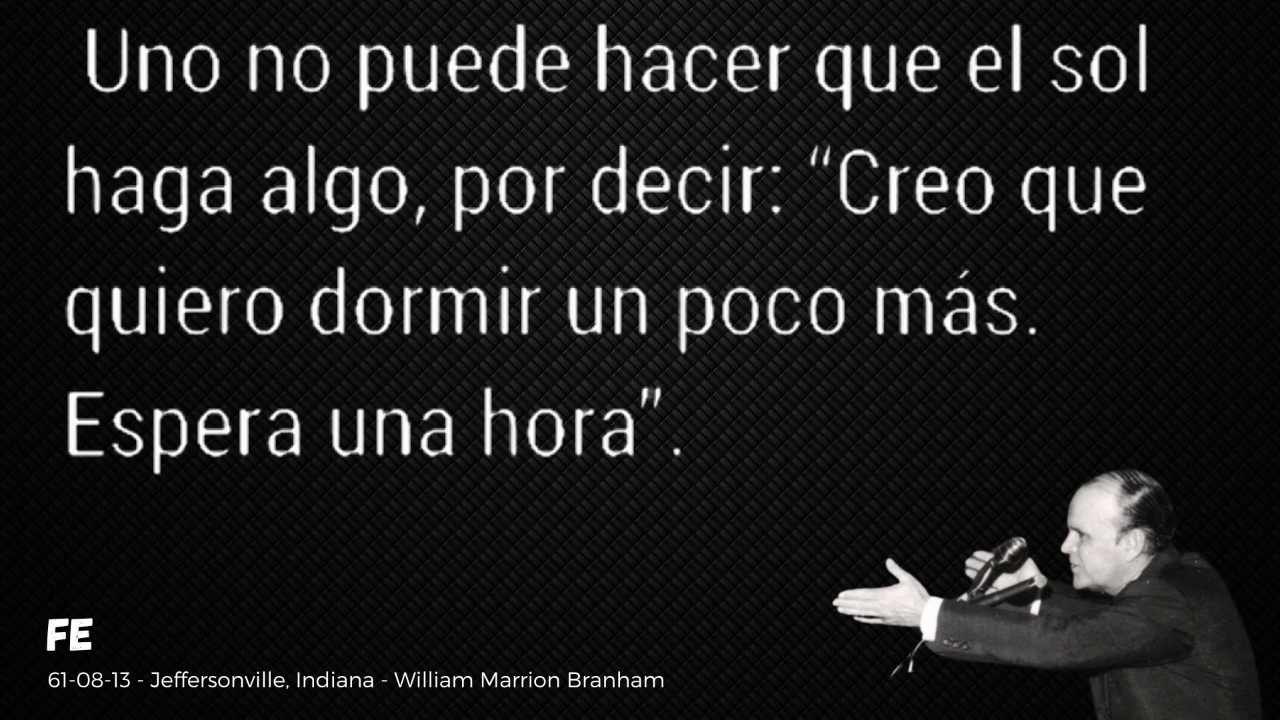 Uno no puede hacer que el sol
haga algo, por decir: “Creo que
quiero dormir un poco más.
Espera una hora”.
FE
61-08-13 - Jeffersonville, Indiana - William Marrion Branham